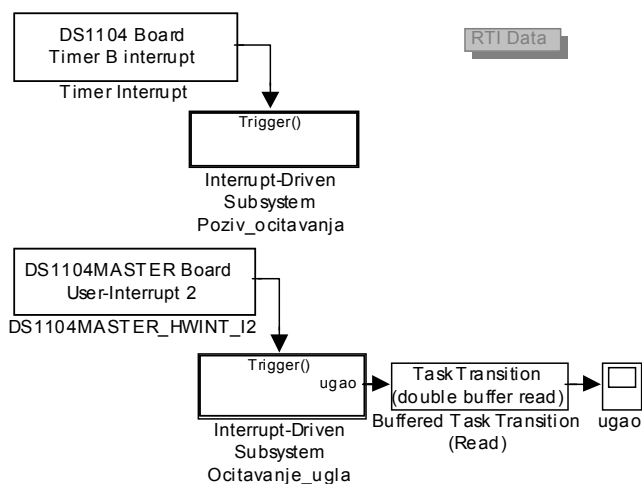 DS1104 Board
Timer B interrupt
Timer Interrupt
RTI Data
Trigger()
Interrupt-Driven
Subsystem
Poziv_ocitavanja
DS1104MASTER Board
User-Interrupt 2
DS1104MASTER_HWINT_I2
Trigger()
ugao
Interrupt-Driven
Subsystem
Ocitavanje_ugla
Task Transition
(double buffer read)
Buffered Task Transition
(Read)
ugao